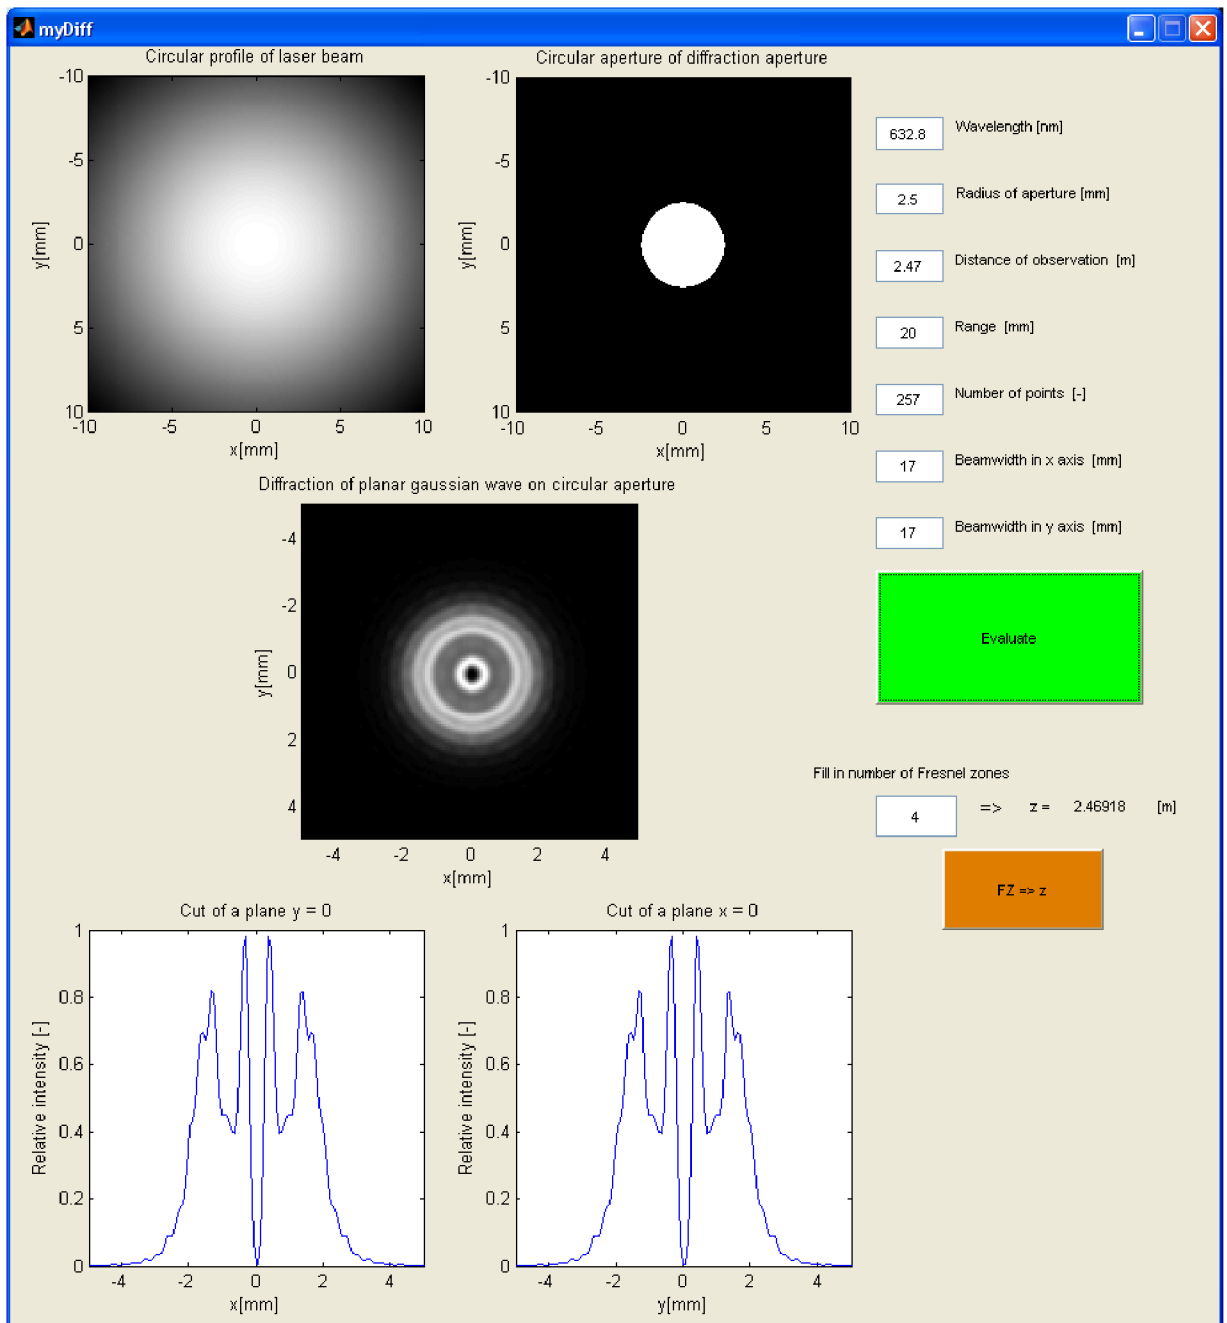 myDiff
Circular profile of laser beam
-10
-5
0
5
10
y[mm]
-10 -5 0 5 10
x[mm]
Circular aperture of diffraction aperture
-10
-5
0
5
10
y[mm]
-10 -5 0 5 10
x[mm]
632.8 Wavelength [nm]
2.5 Radius of aperture [mm]
2.47 Distance of observation [m]
20 Range [mm]
257 Number of points [-]
17 Beamwidth in x axis [mm]
17 Beamwidth in y axis [mm]
Evaluate
Diffraction of planar gaussian wave on circular aperture
-4
-2
0
2
4
y[mm]
-4 -2 0 2 4
x[mm]
Fill in number of Fresnel zones
4 => z = 2.46918 [m]
FZ => z
Cut of a plane y = 0
1
0.8
0.6
0.4
0.2
0
Relative intensity [-]
-4 -2 0 2 4
x[mm]
Cut of a plane x = 0
1
0.8
0.6
0.4
0.2
0
Relative intensity [-]
-4 -2 0 2 4
y[mm]